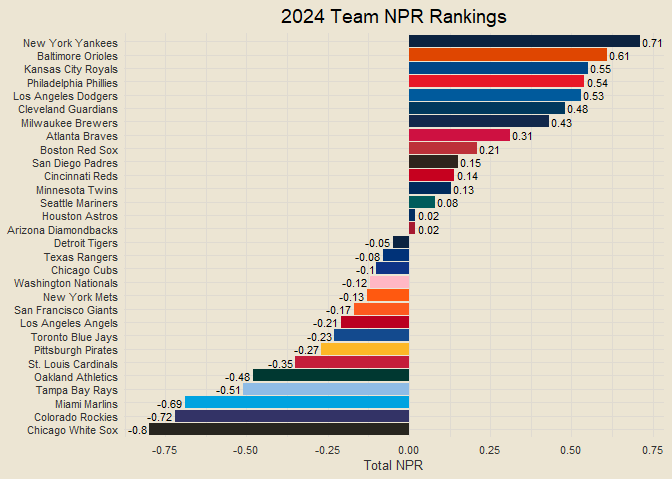 2024 Team NPR Rankings
New York Yankees 0.71
Baltimore Orioles 0.61
Kansas City Royals 0.55
Philadelphia Phillies 0.54
Los Angeles Dodgers 0.53
Cleveland Guardians 0.48
Milwaukee Brewers 0.43
Atlanta Braves 0.31
Boston Red Sox 0.21
San Diego Padres 0.15
Cincinnati Reds 0.14
Minnesota Twins 0.13
Seattle Mariners 0.08
Houston Astros 0.02
Arizona Diamondbacks 0.02
Detroit Tigers -0.05
Texas Rangers -0.08
Chicago Cubs -0.1
Washington Nationals -0.12
New York Mets -0.13
San Francisco Giants -0.17
Los Angeles Angels -0.21
Toronto Blue Jays -0.23
Pittsburgh Pirates -0.27
St. Louis Cardinals -0.35
Oakland Athletics -0.48
Tampa Bay Rays -0.51
Miami Marlins -0.69
Colorado Rockies -0.72
Chicago White Sox -0.8
-0.75 -0.50 -0.25 0.00 0.25 0.50 0.75
Total NPR